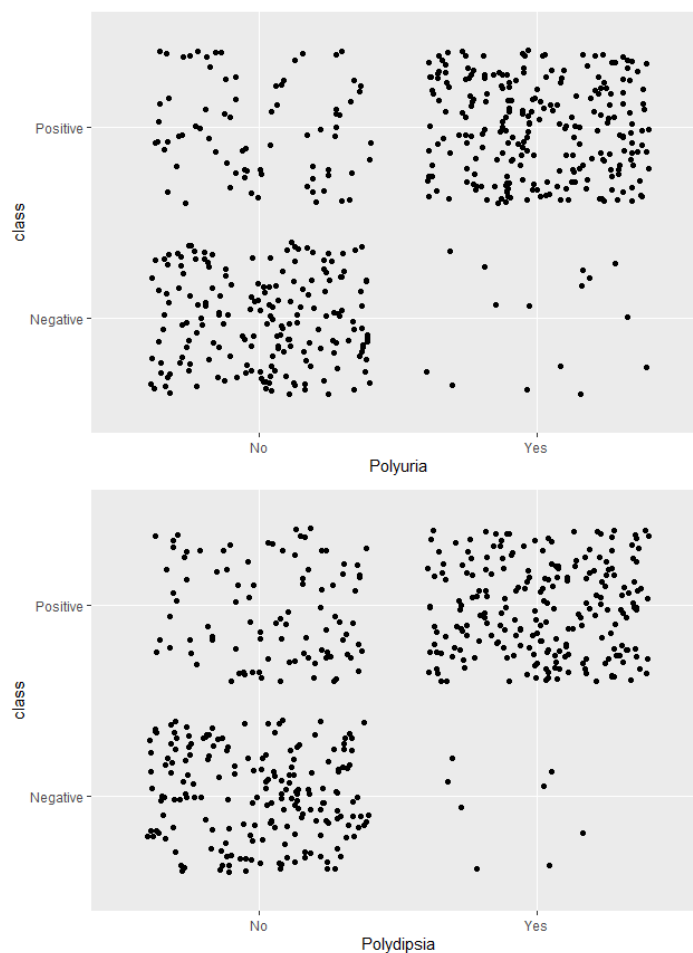 class
Positive
Negative
No
Yes
Polyuria
class
Positive
Negative
No
Yes
Polydipsia